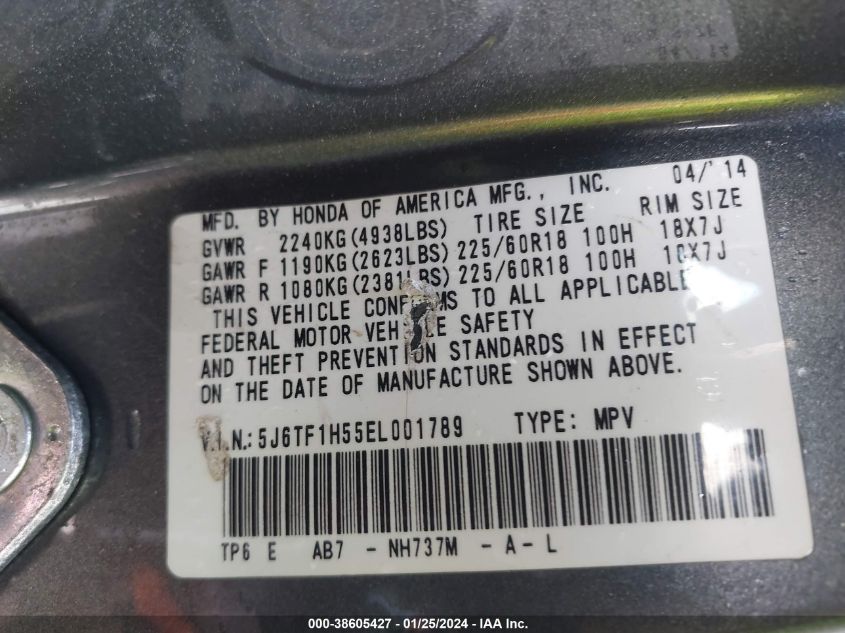 MFD. BY HONDA OF AMERICA MFG., INC. 04/'14
GVWR 2240KG(4938LBS) TIRE SIZE RIM SIZE
GAWR F 1190KG(2623LBS) 225/60R18 100H 18X7J
GAWR R 1080KG(2381LBS) 225/60R18 100H 18X7J
THIS VEHICLE CONFORMS TO ALL APPLICABLE
FEDERAL MOTOR VEHICLE SAFETY
AND THEFT PREVENTION STANDARDS IN EFFECT
ON THE DATE OF MANUFACTURE SHOWN ABOVE.
V.I.N.: 5J6TF1H55EL001789 TYPE: MPV
TP6 E AB7 - NH737M - A - L
000-38605427 - 01/25/2024 - IAA Inc.